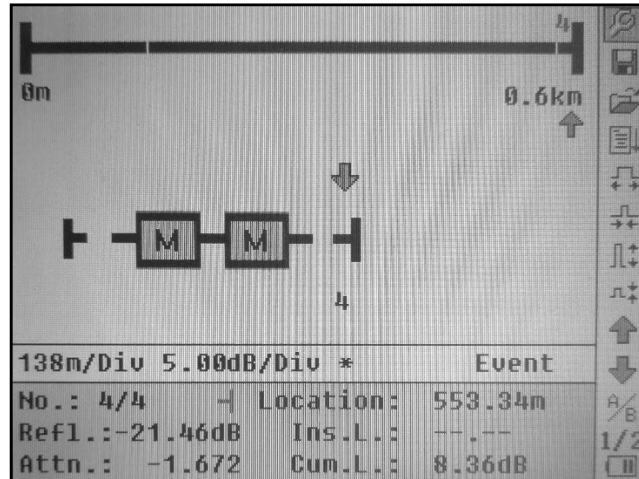 4
0m
0.6km
M M
4
138m/Div 5.00dB/Div * Event
No.: 4/4 Location: 553.34m
Refl.:-21.46dB Ins.L.: --.--
Attn.: -1.672 Cum.L.: 8.36dB
A/B
1/2